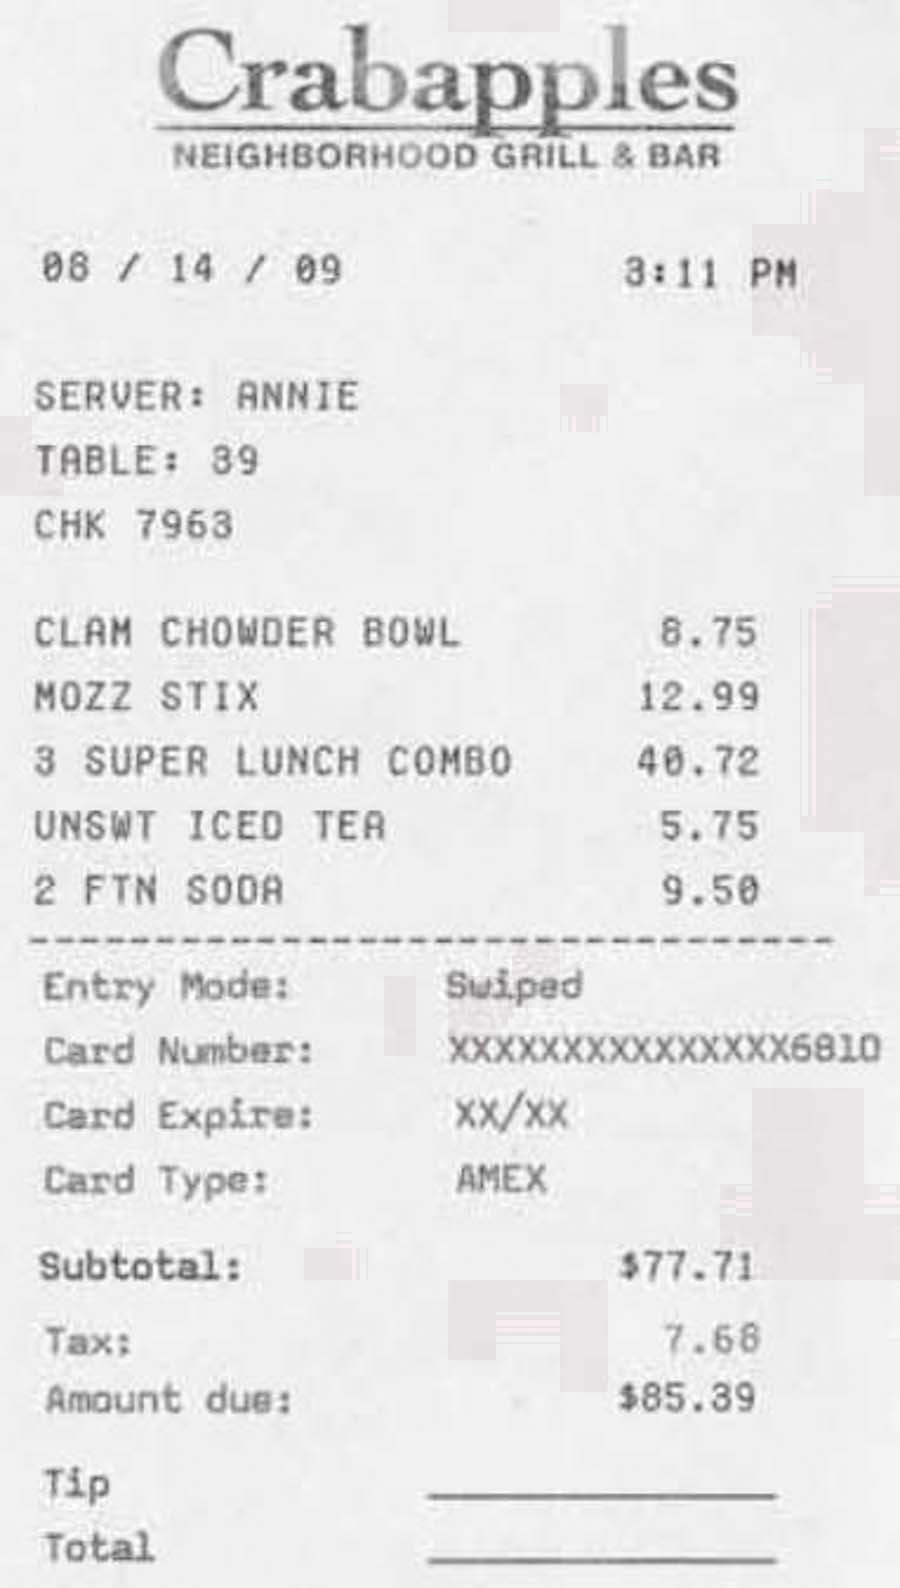 Crabapples
NEIGHBORHOOD GRILL & BAR
08 / 14 / 09 3:11 PM
SERVER: ANNIE
TABLE: 39
CHK 7963
CLAM CHOWDER BOWL 8.75
MOZZ STIX 12.99
3 SUPER LUNCH COMBO 40.72
UNSWT ICED TEA 5.75
2 FTN SODA 9.50
Entry Mode: Swiped
Card Number: XXXXXXXXXXXXXXX6810
Card Expire: XX/XX
Card Type: AMEX
Subtotal: $77.71
Tax: 7.68
Amount due: $85.39
Tip
Total